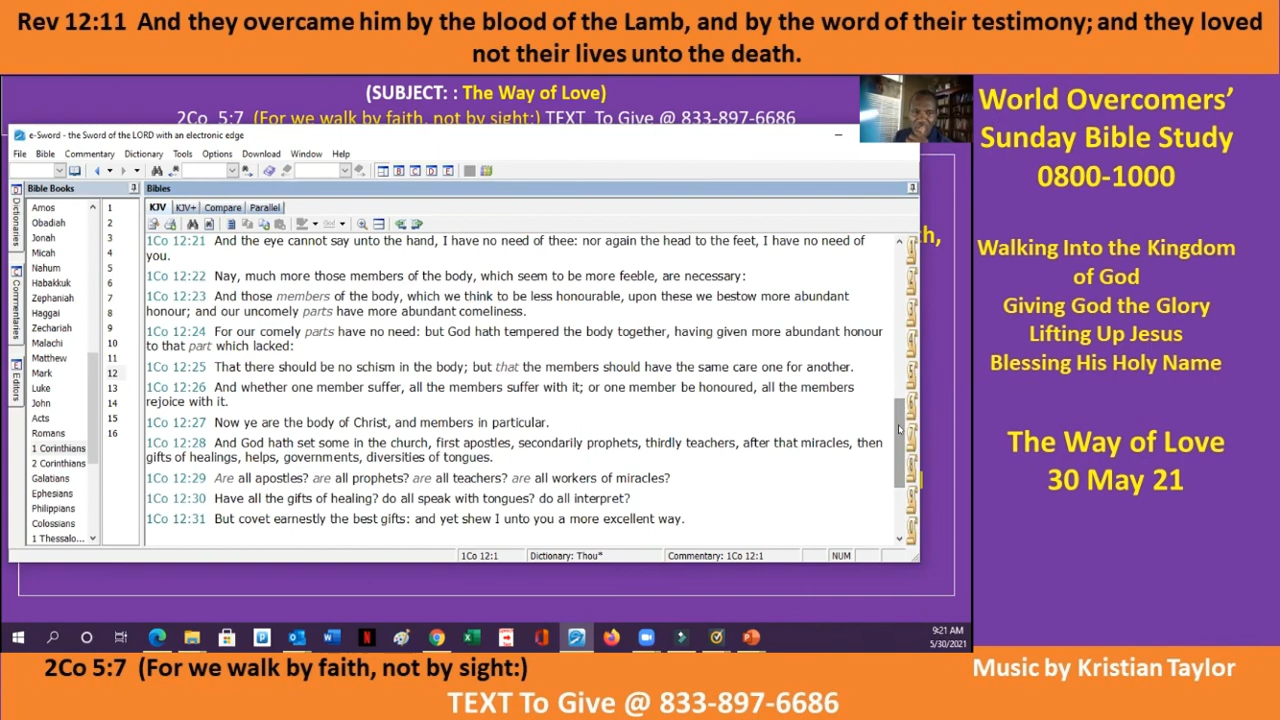 Rev 12:11 And they overcame him by the blood of the Lamb, and by the word of their testimony; and they loved
not their lives unto the death.
(SUBJECT: : The Way of Love)
2Co 5:7 (For we walk by faith, not by sight:) TEXT To Give @ 833-897-6686
World Overcomers'
Sunday Bible Study
0800-1000
Walking Into the Kingdom
of God
Giving God the Glory
Lifting Up Jesus
Blessing His Holy Name
The Way of Love
30 May 21
e-Sword - the Sword of the LORD with an electronic edge
File Bible Commentary Dictionary Tools Options Download Window Help
Bible Books
Bibles
KJV KJV+ Compare Parallel
Dictionaries
Commentaries
Editors
Amos 1
Obadiah 2
Jonah 3
Micah 4
Nahum 5
Habakkuk 6
Zephaniah 7
Haggai 8
Zechariah 9
Malachi 10
Matthew 11
Mark 12
Luke 13
John 14
Acts 15
Romans 16
1 Corinthians
2 Corinthians
Galatians
Ephesians
Philippians
Colossians
1 Thessalo...
1Co 12:21 And the eye cannot say unto the hand, I have no need of thee: nor again the head to the feet, I have no need of
you.
1Co 12:22 Nay, much more those members of the body, which seem to be more feeble, are necessary:
1Co 12:23 And those members of the body, which we think to be less honourable, upon these we bestow more abundant
honour; and our uncomely parts have more abundant comeliness.
1Co 12:24 For our comely parts have no need: but God hath tempered the body together, having given more abundant honour
to that part which lacked:
1Co 12:25 That there should be no schism in the body; but that the members should have the same care one for another.
1Co 12:26 And whether one member suffer, all the members suffer with it; or one member be honoured, all the members
rejoice with it.
1Co 12:27 Now ye are the body of Christ, and members in particular.
1Co 12:28 And God hath set some in the church, first apostles, secondarily prophets, thirdly teachers, after that miracles, then
gifts of healings, helps, governments, diversities of tongues.
1Co 12:29 Are all apostles? are all prophets? are all teachers? are all workers of miracles?
1Co 12:30 Have all the gifts of healing? do all speak with tongues? do all interpret?
1Co 12:31 But covet earnestly the best gifts: and yet shew I unto you a more excellent way.
th,
1Co 12:1 Dictionary: Thou* Commentary: 1Co 12:1 NUM
9:21 AM
5/30/2021
2Co 5:7 (For we walk by faith, not by sight:)
Music by Kristian Taylor
TEXT To Give @ 833-897-6686